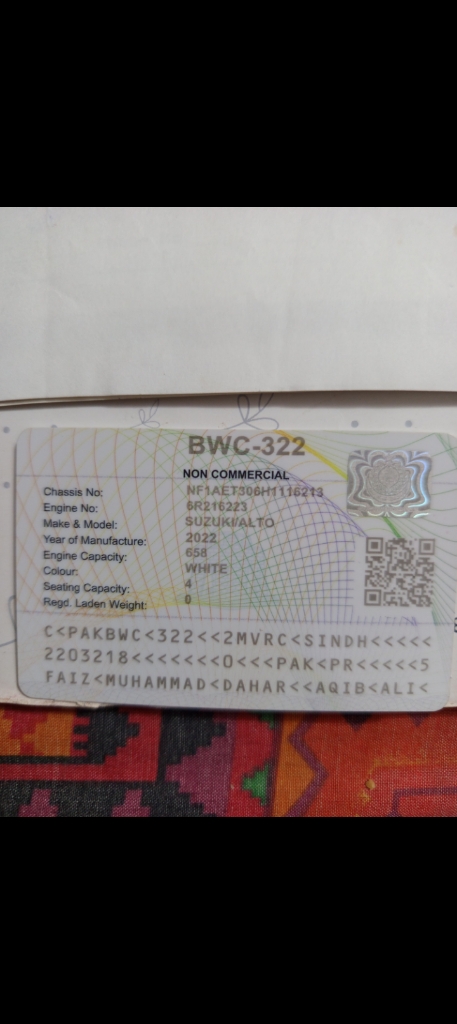 BWC-322
NON COMMERCIAL
Chassis No: NF1AET306H1116213
Engine No: 6R216223
Make & Model: SUZUKI/ALTO
Year of Manufacture: 2022
Engine Capacity: 658
Colour: WHITE
Seating Capacity: 4
Regd. Laden Weight: 0
C<PAKBWC<322<<2MVRC<SINDH<<<<<
2203218<<<<<<<O<<<PAK<PR<<<<<5
FAIZ<MUHAMMAD<DAHAR<<AQIB<ALI<